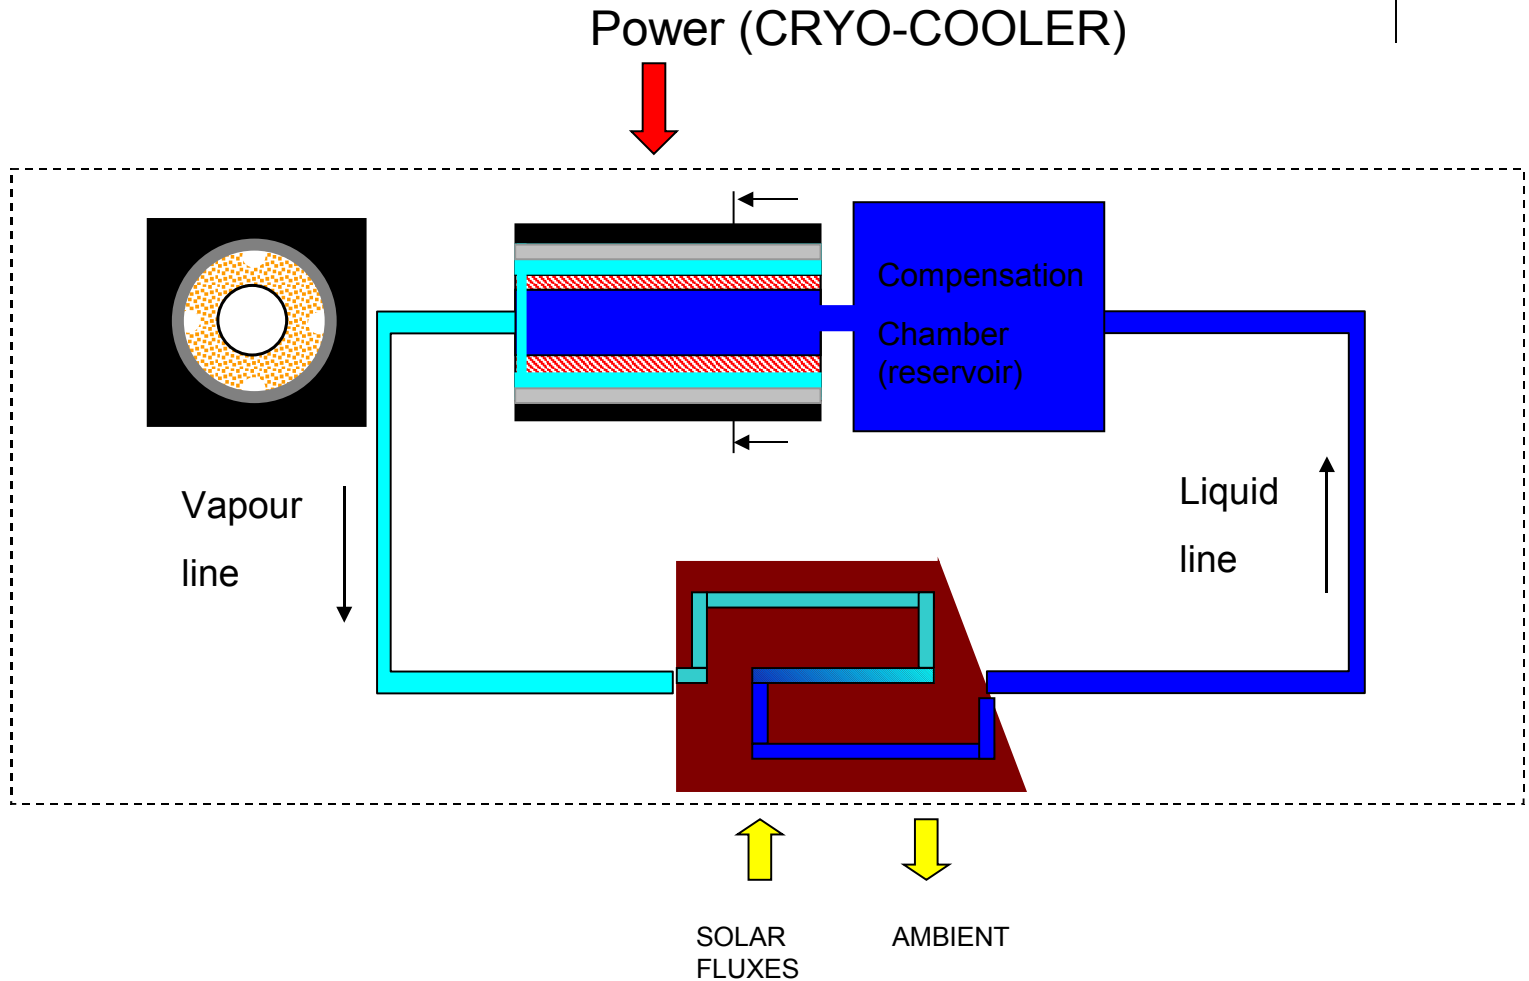 Power (CRYO-COOLER)
Compensation
Chamber
(reservoir)
Vapour
line
Liquid
line
SOLAR
FLUXES
AMBIENT